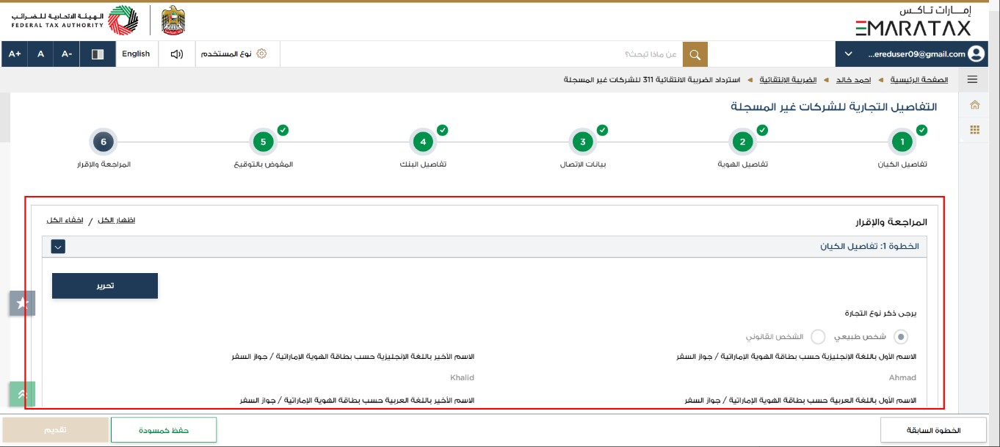 إمـــارات تــاكــس
EMARATAX
الـهيـئـة الاتحـاديـة لـلـضـــرائــب
FEDERAL TAX AUTHORITY
...ereduser09@gmail.com
عن ماذا تبحث؟
نوع المستخدم
English
A-
A
A+
الصفحة الرئيسية ◄ احمد خالد ◄ الضريبة الإنتقائية ◄ استرداد الضريبة الانتقائية 311 للشركات غير المسجلة
التفاصيل التجارية للشركات غير المسجلة
1 2 3 4 5 6
تفاصيل الكيان تفاصيل الهوية بيانات الإتصال تفاصيل البنك المفوض بالتوقيع المراجعة والإقرار
المراجعة والإقرار
اظهار الكل / إخفاء الكل
الخطوة 1: تفاصيل الكيان
تحرير
يرجى ذكر نوع التجارة
شخص طبيعي الشخص القانوني
الاسم الأول باللغة الإنجليزية حسب بطاقة الهوية الإماراتية / جواز السفر الاسم الأخير باللغة الإنجليزية حسب بطاقة الهوية الإماراتية / جواز السفر
Ahmad Khalid
الاسم الأول باللغة العربية حسب بطاقة الهوية الإماراتية / جواز السفر الاسم الأخير باللغة العربية حسب بطاقة الهوية الإماراتية / جواز السفر
الخطوة السابقة حفظ كمسودة تقديم